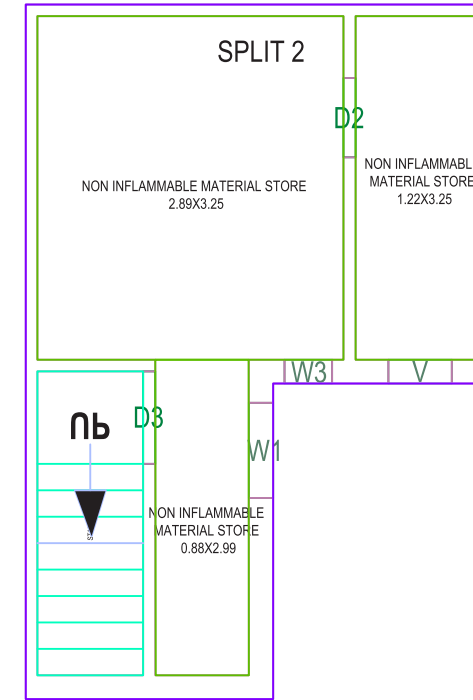 SPLIT 2
D2
NON INFLAMMABLE MATERIAL STORE
2.89X3.25
NON INFLAMMABL
MATERIAL STORE
1.22X3.25
W3
V
UP
D3
W1
NON INFLAMMABLE
MATERIAL STORE
0.88X2.99